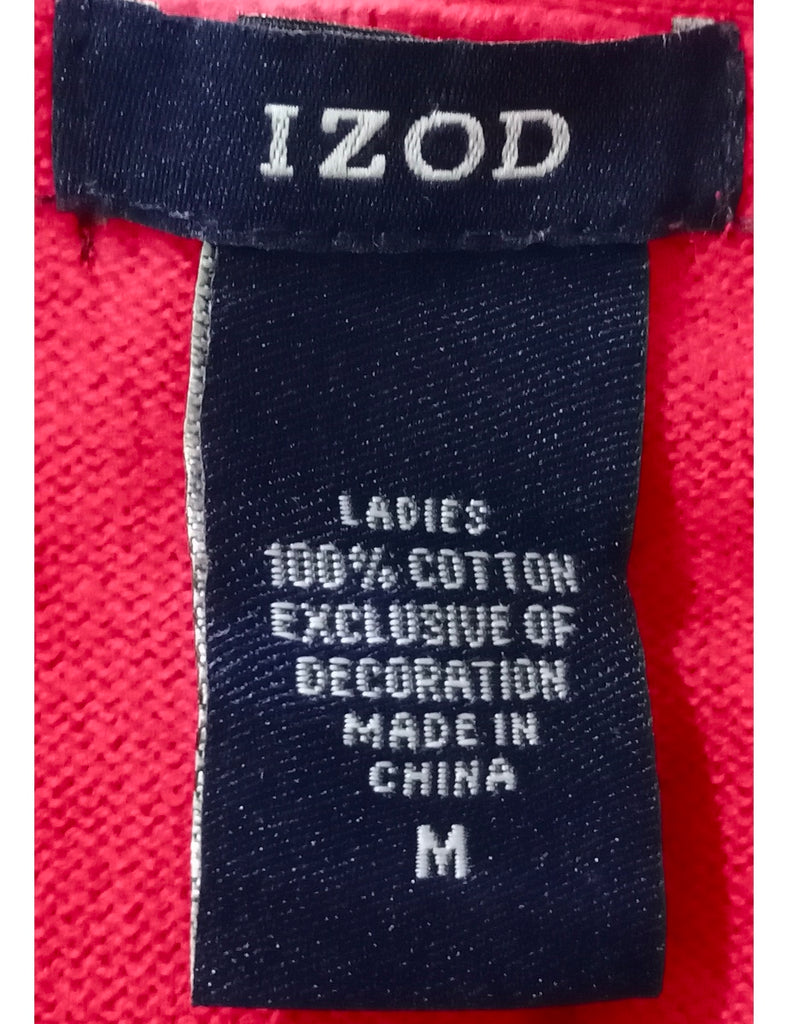 IZOD
LADIES
100% COTTON
EXCLUSIVE OF
DECORATION
MADE IN
CHINA
M